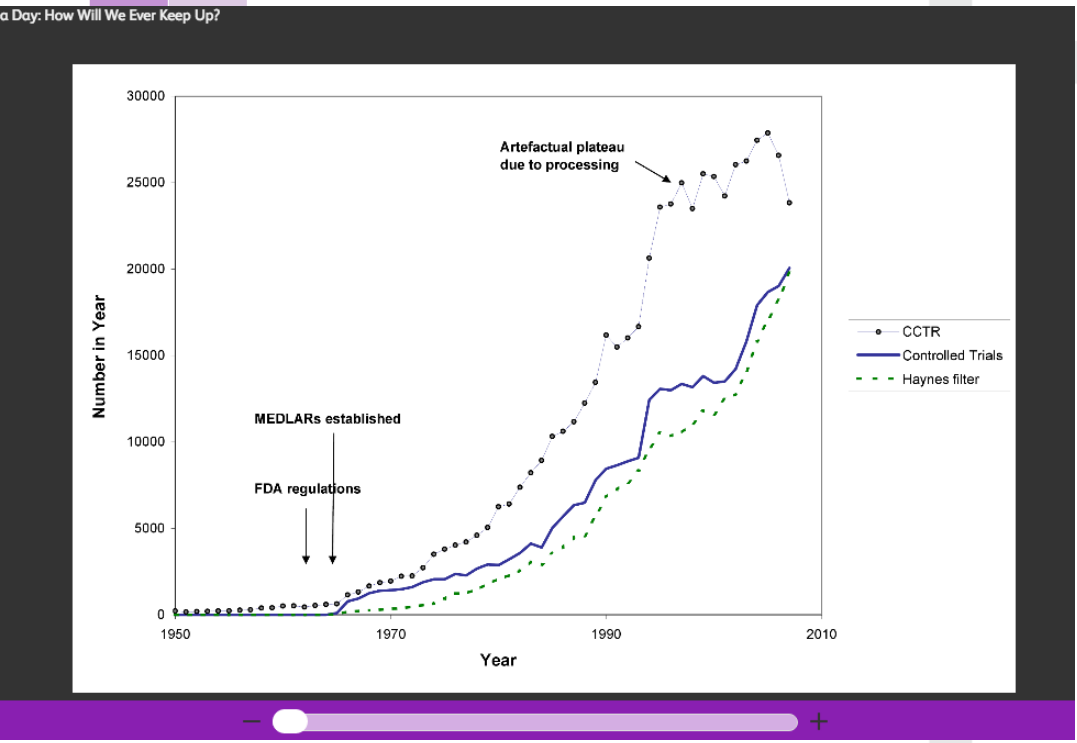 a Day: How Will We Ever Keep Up?
30000
25000
20000
15000
10000
5000
0
Number in Year
Artefactual plateau
due to processing
MEDLARs established
FDA regulations
CCTR
Controlled Trials
Haynes filter
1950
1970
1990
2010
Year